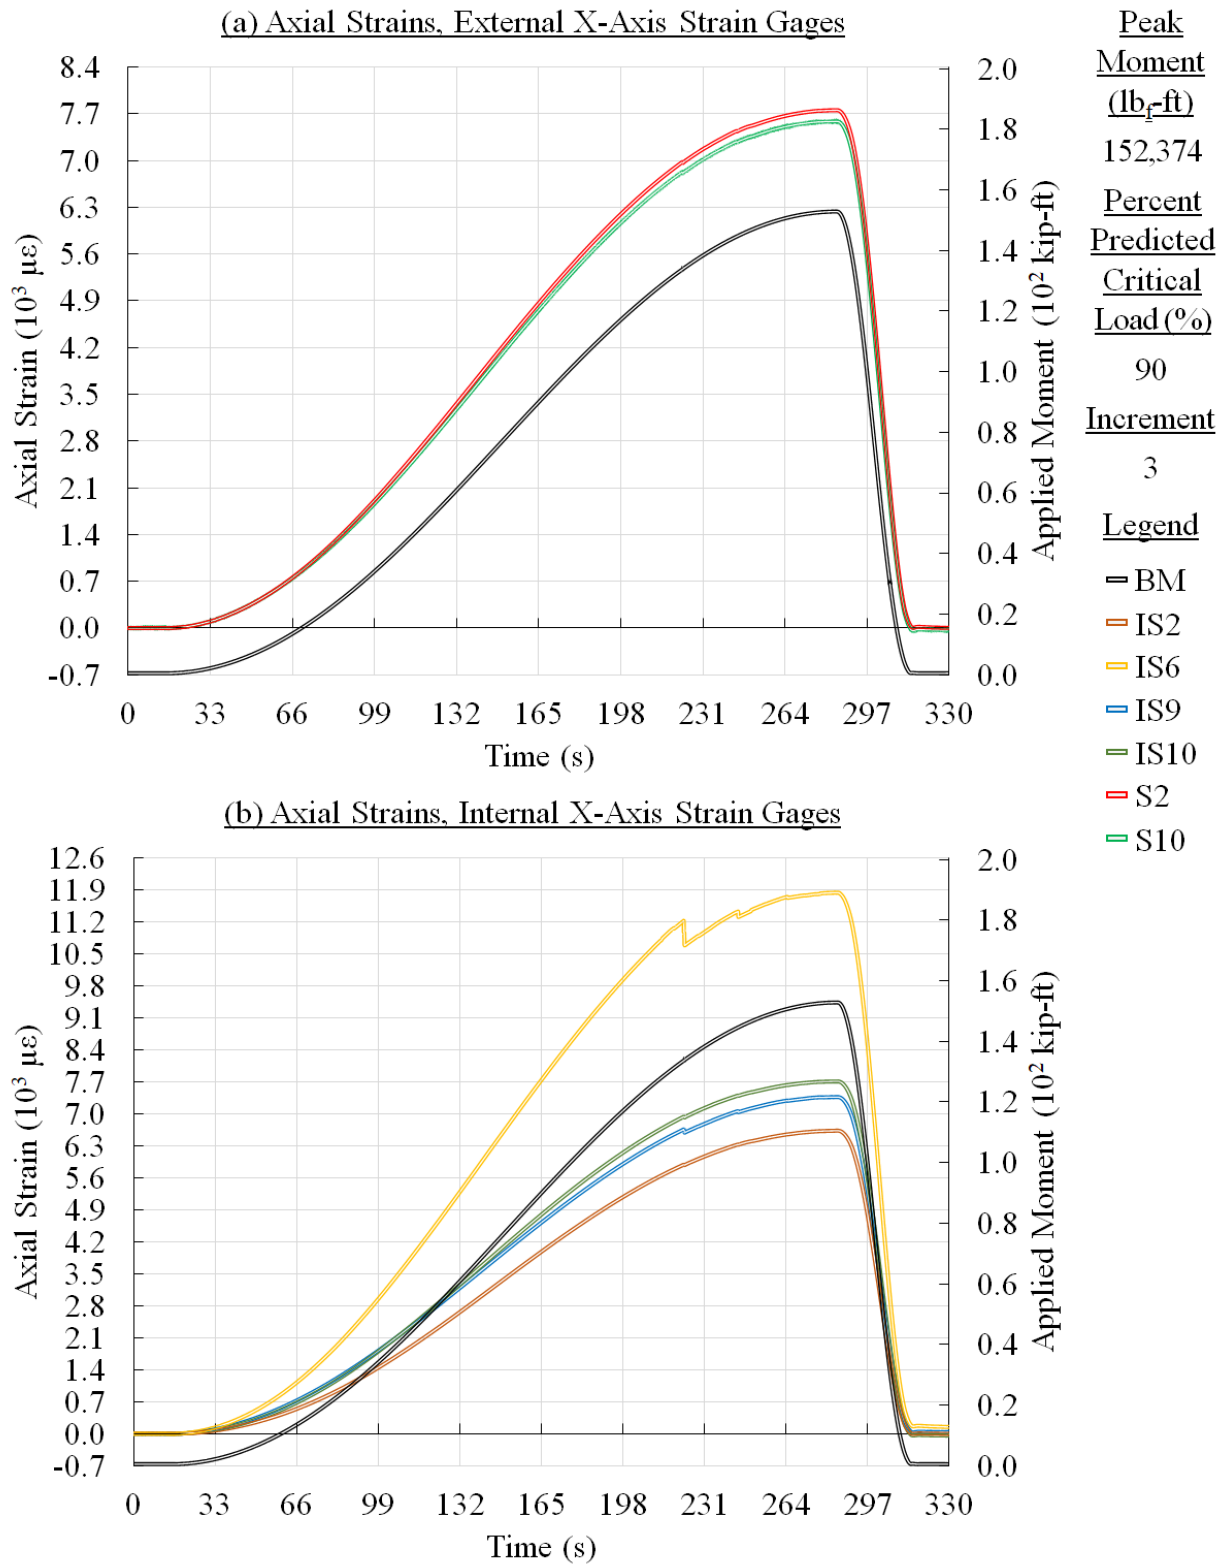 (a) Axial Strains, External X-Axis Strain Gages
8.4
7.7
7.0
6.3
5.6
4.9
4.2
3.5
2.8
2.1
1.4
0.7
0.0
-0.7
Axial Strain (10³ µε)
2.0
1.8
1.6
1.4
1.2
1.0
0.8
0.6
0.4
0.2
0.0
Applied Moment (10² kip-ft)
0 33 66 99 132 165 198 231 264 297 330
Time (s)
Peak
Moment
(lb_f-ft)
152,374
Percent
Predicted
Critical
Load (%)
90
Increment
3
Legend
BM
IS2
IS6
IS9
IS10
S2
S10
(b) Axial Strains, Internal X-Axis Strain Gages
12.6
11.9
11.2
10.5
9.8
9.1
8.4
7.7
7.0
6.3
5.6
4.9
4.2
3.5
2.8
2.1
1.4
0.7
0.0
-0.7
Axial Strain (10³ µε)
2.0
1.8
1.6
1.4
1.2
1.0
0.8
0.6
0.4
0.2
0.0
Applied Moment (10² kip-ft)
0 33 66 99 132 165 198 231 264 297 330
Time (s)